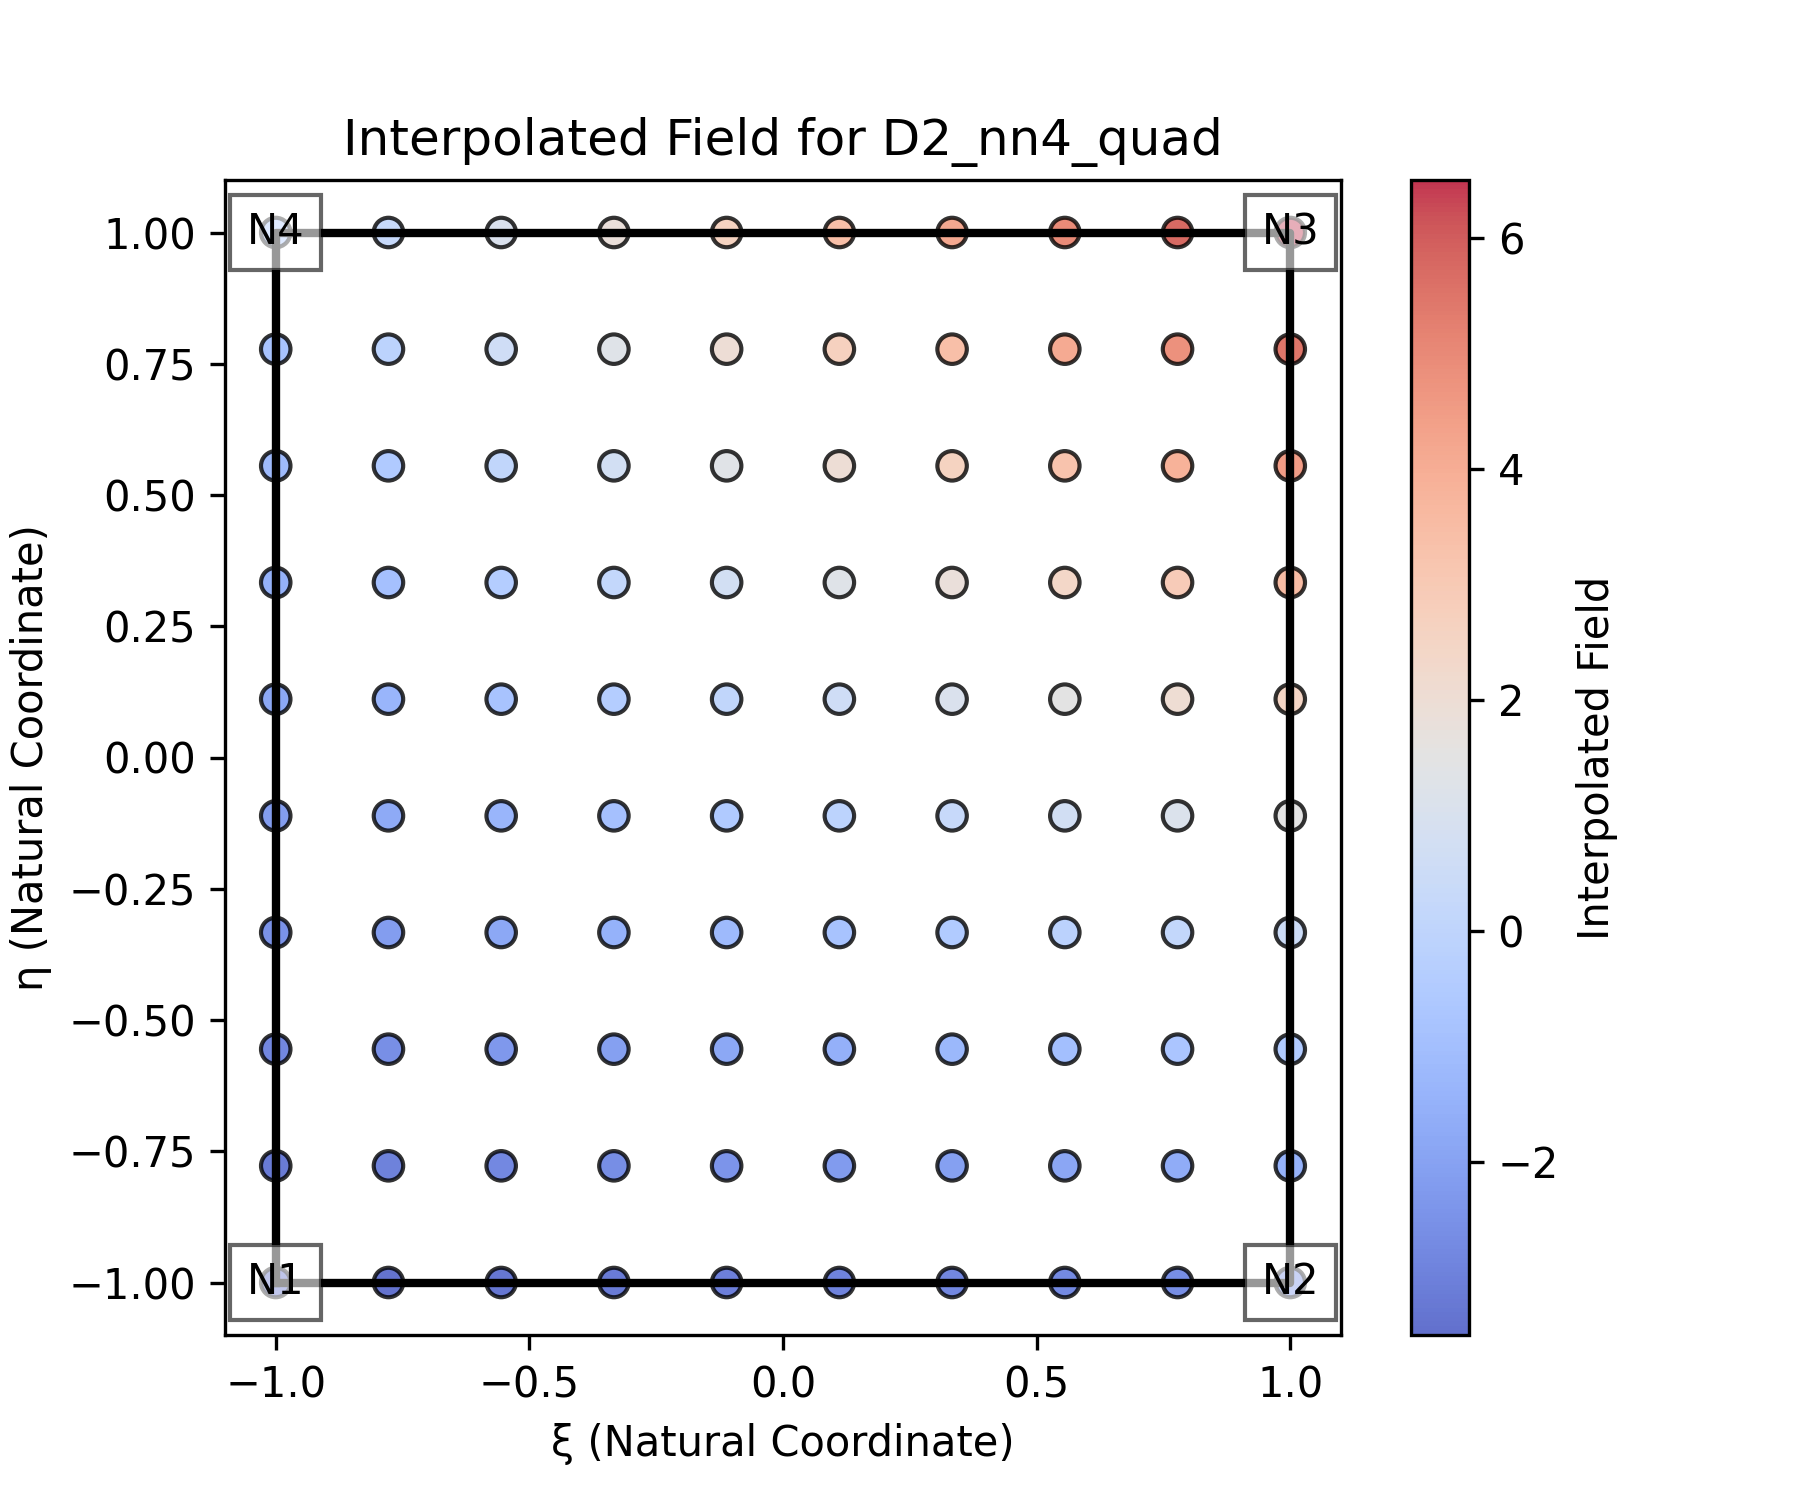 Interpolated Field for D2_nn4_quad
N4
N3
N1
N2
1.00
0.75
0.50
0.25
0.00
−0.25
−0.50
−0.75
−1.00
η (Natural Coordinate)
−1.0
−0.5
0.0
0.5
1.0
ξ (Natural Coordinate)
6
4
2
0
−2
Interpolated Field